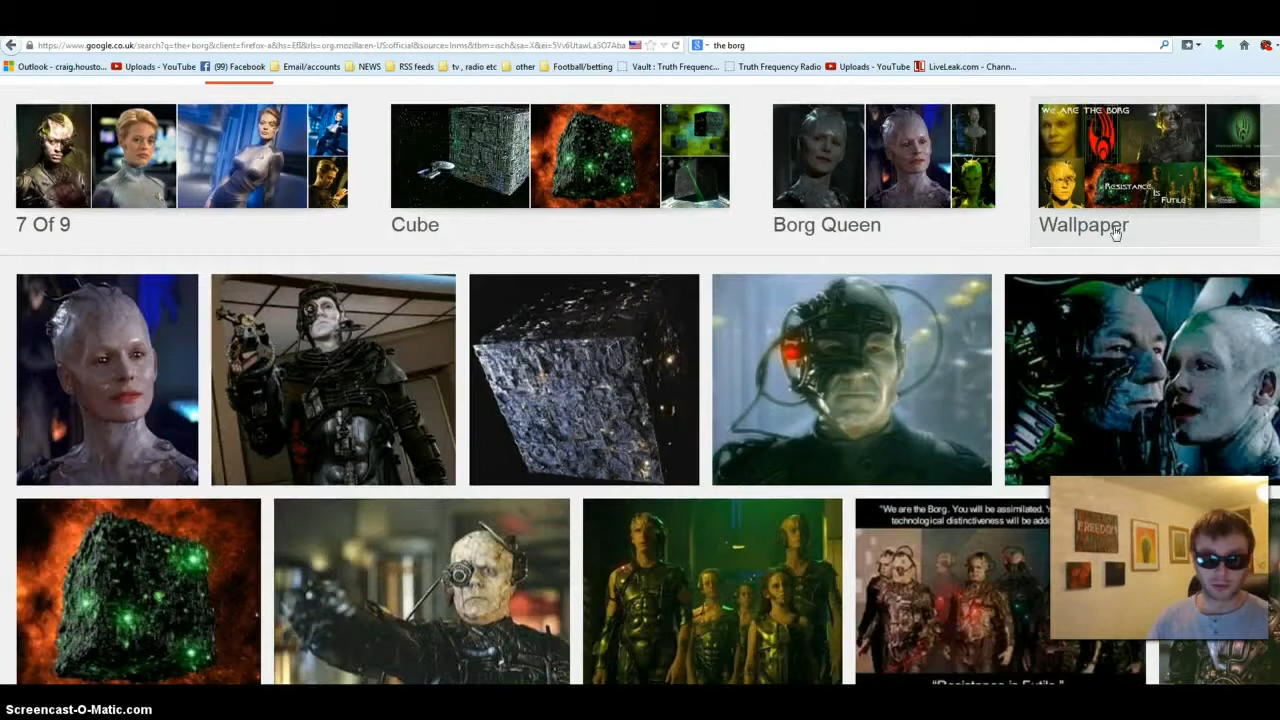 https://www.google.co.uk/search?q=the+borg&client=firefox-a&hs=EfI&rls=org.mozilla:en-US:official&source=lnms&tbm=isch&sa=X&ei=5Vv6UtawLaSO7Aba
the borg
Outlook - craig.housto...
Uploads - YouTube
(99) Facebook
Email/accounts
NEWS
RSS feeds
tv , radio etc
other
Football/betting
Vault : Truth Frequenc...
Truth Frequency Radio
Uploads - YouTube
LiveLeak.com - Chann...
WE ARE THE BORG
RESISTANCE
IS
FUTILE
7 Of 9
Cube
Borg Queen
Wallpaper
"We are the Borg. You will be assimilated.
technological distinctiveness will be
FREEDOM
"Resistance is Futile."
Screencast-O-Matic.com